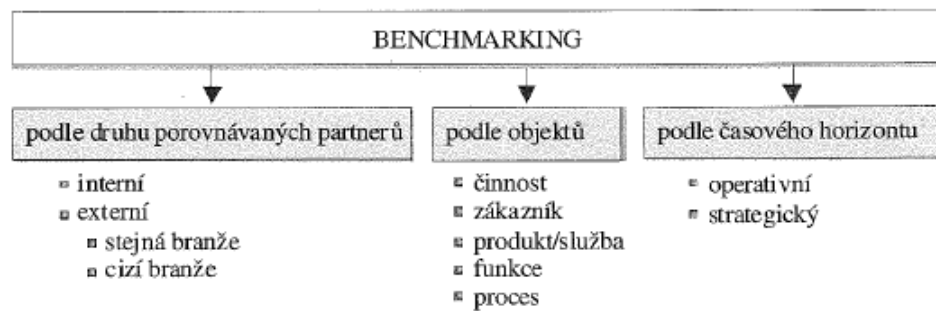 BENCHMARKING
podle druhu porovnávaných partnerů
interní
externí
stejná branže
cizí branže
podle objektů
činnost
zákazník
produkt/služba
funkce
proces
podle časového horizontu
operativní
strategický